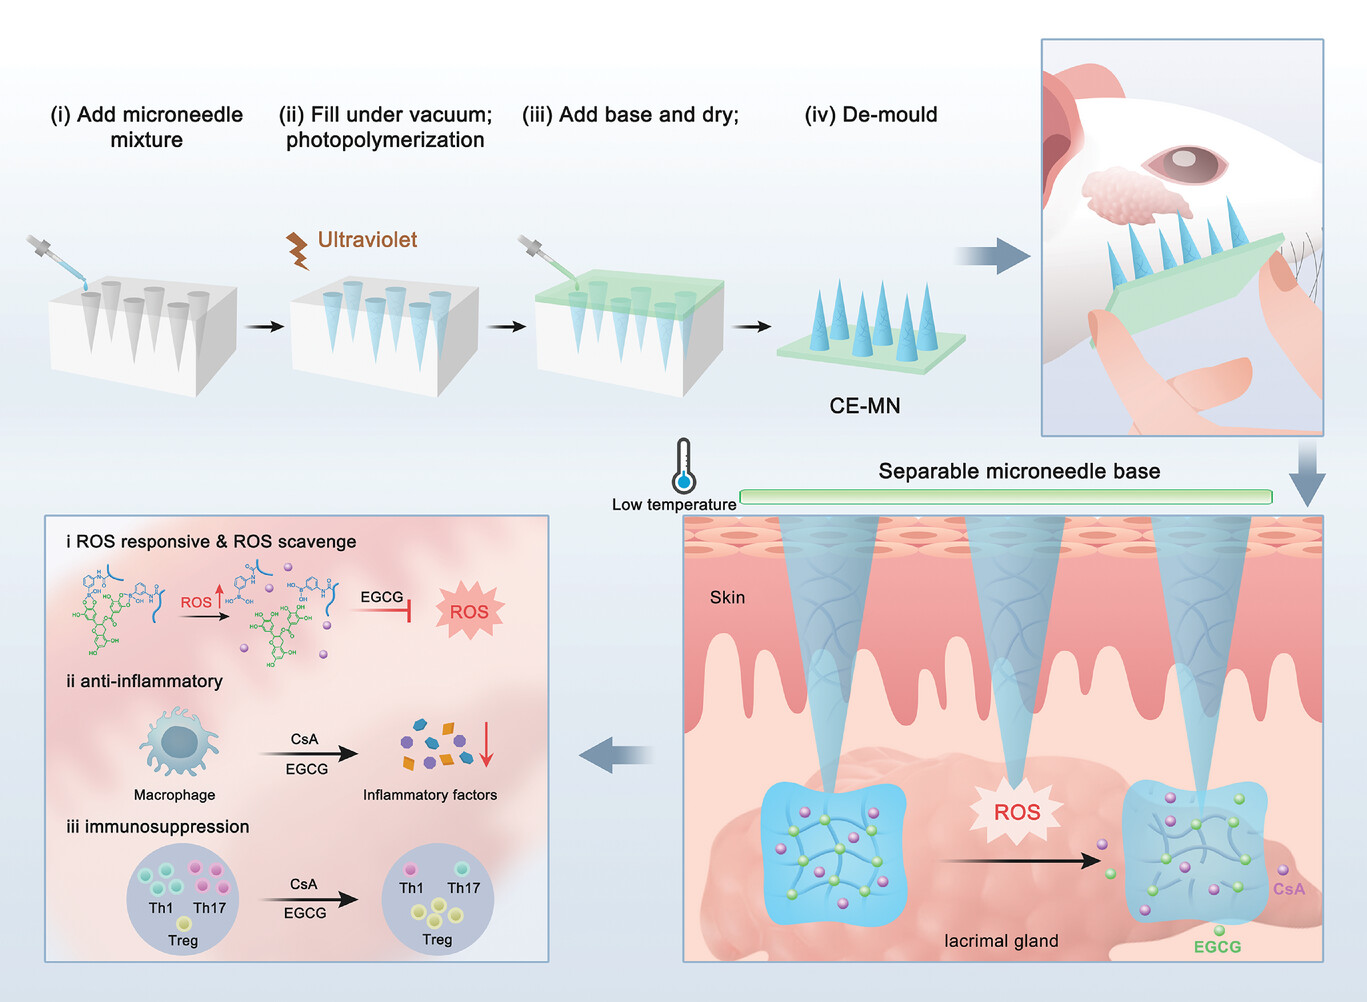 (i) Add microneedle
mixture
(ii) Fill under vacuum;
photopolymerization
(iii) Add base and dry;
(iv) De-mould
Ultraviolet
CE-MN
Low temperature
Separable microneedle base
Skin
ROS
lacrimal gland
CsA
EGCG
i ROS responsive & ROS scavenge
ROS
EGCG
ROS
ii anti-inflammatory
CsA
EGCG
Macrophage
Inflammatory factors
iii immunosuppression
Th1
Th17
Treg
CsA
EGCG
Th1
Th17
Treg